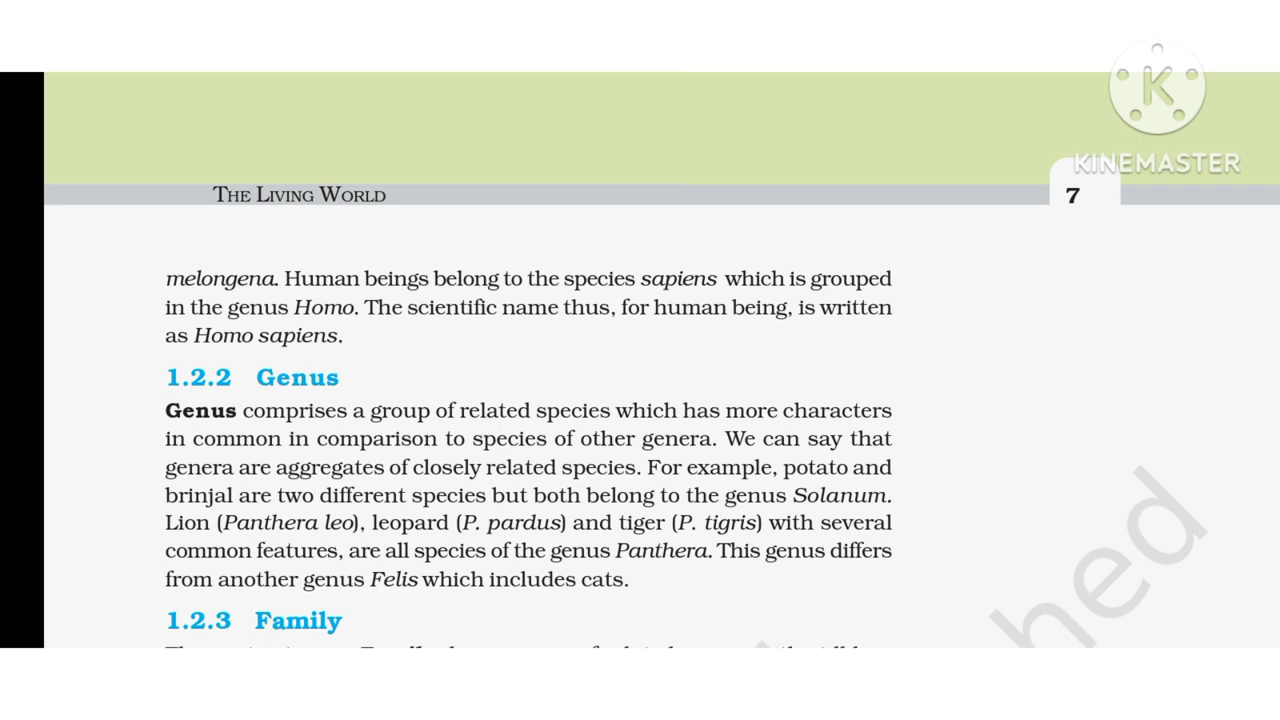 K
KINEMASTER
THE LIVING WORLD
7
melongena. Human beings belong to the species sapiens which is grouped
in the genus Homo. The scientific name thus, for human being, is written
as Homo sapiens.
1.2.2 Genus
Genus comprises a group of related species which has more characters
in common in comparison to species of other genera. We can say that
genera are aggregates of closely related species. For example, potato and
brinjal are two different species but both belong to the genus Solanum.
Lion (Panthera leo), leopard (P. pardus) and tiger (P. tigris) with several
common features, are all species of the genus Panthera. This genus differs
from another genus Felis which includes cats.
hed
1.2.3 Family